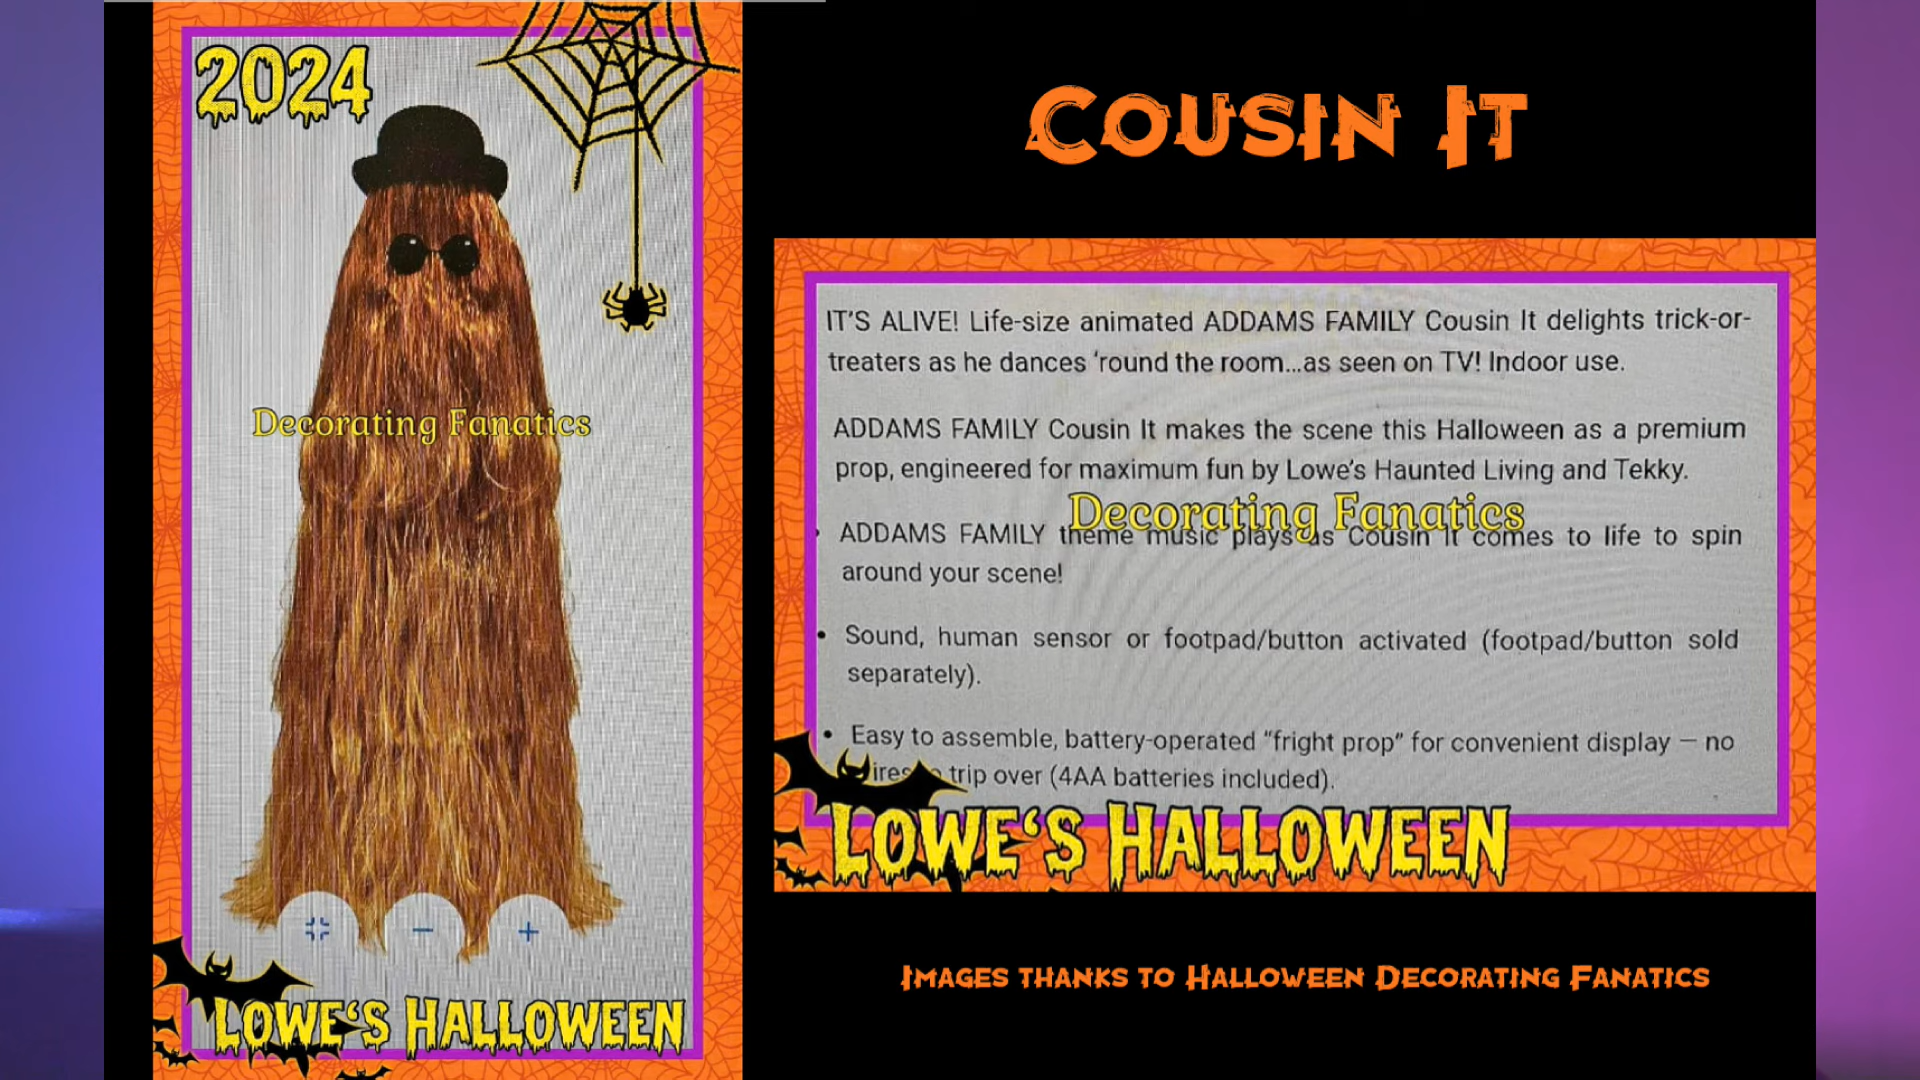 2024
Decorating Fanatics
LOWE'S HALLOWEEN
COUSIN IT
IT'S ALIVE! Life-size animated ADDAMS FAMILY Cousin It delights trick-or-
treaters as he dances 'round the room...as seen on TV! Indoor use.
ADDAMS FAMILY Cousin It makes the scene this Halloween as a premium
prop, engineered for maximum fun by Lowe's Haunted Living and Tekky.
Decorating Fanatics
• ADDAMS FAMILY theme music plays as Cousin It comes to life to spin
around your scene!
• Sound, human sensor or footpad/button activated (footpad/button sold
separately).
• Easy to assemble, battery-operated “fright prop” for convenient display — no
trip over (4AA batteries included).
LOWE'S HALLOWEEN
IMAGES THANKS TO HALLOWEEN DECORATING FANATICS